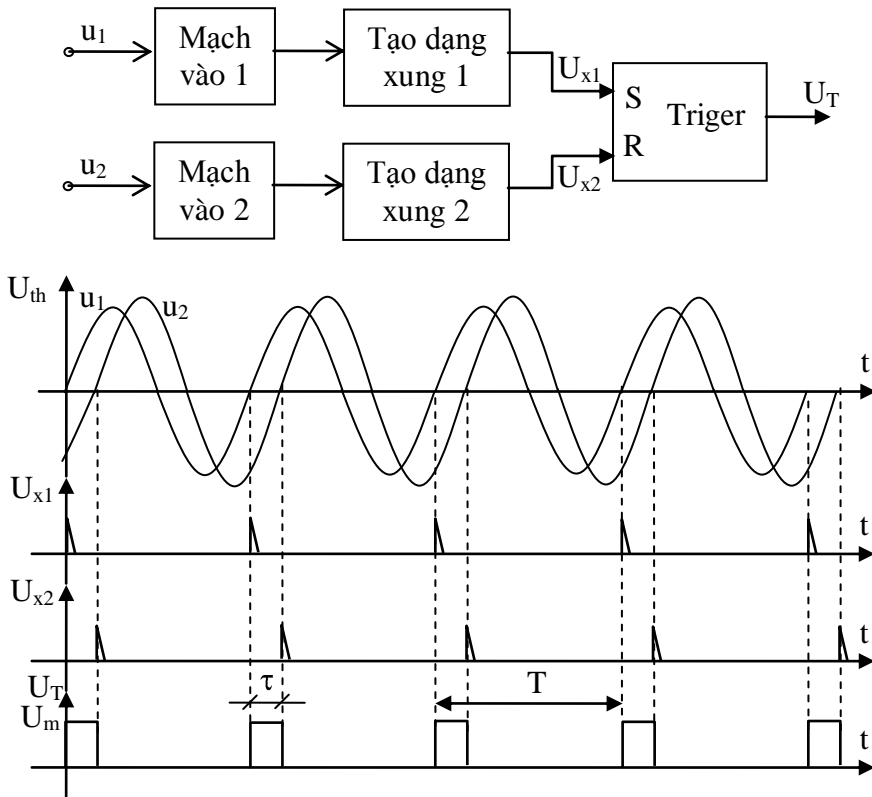 u1
Mạch
vào 1
Tạo dạng
xung 1
Ux1
S
R
Triger
UT
u2
Mạch
vào 2
Tạo dạng
xung 2
Ux2
Uth
u1
u2
t
Ux1
t
Ux2
t
UT
Um
τ
T
t